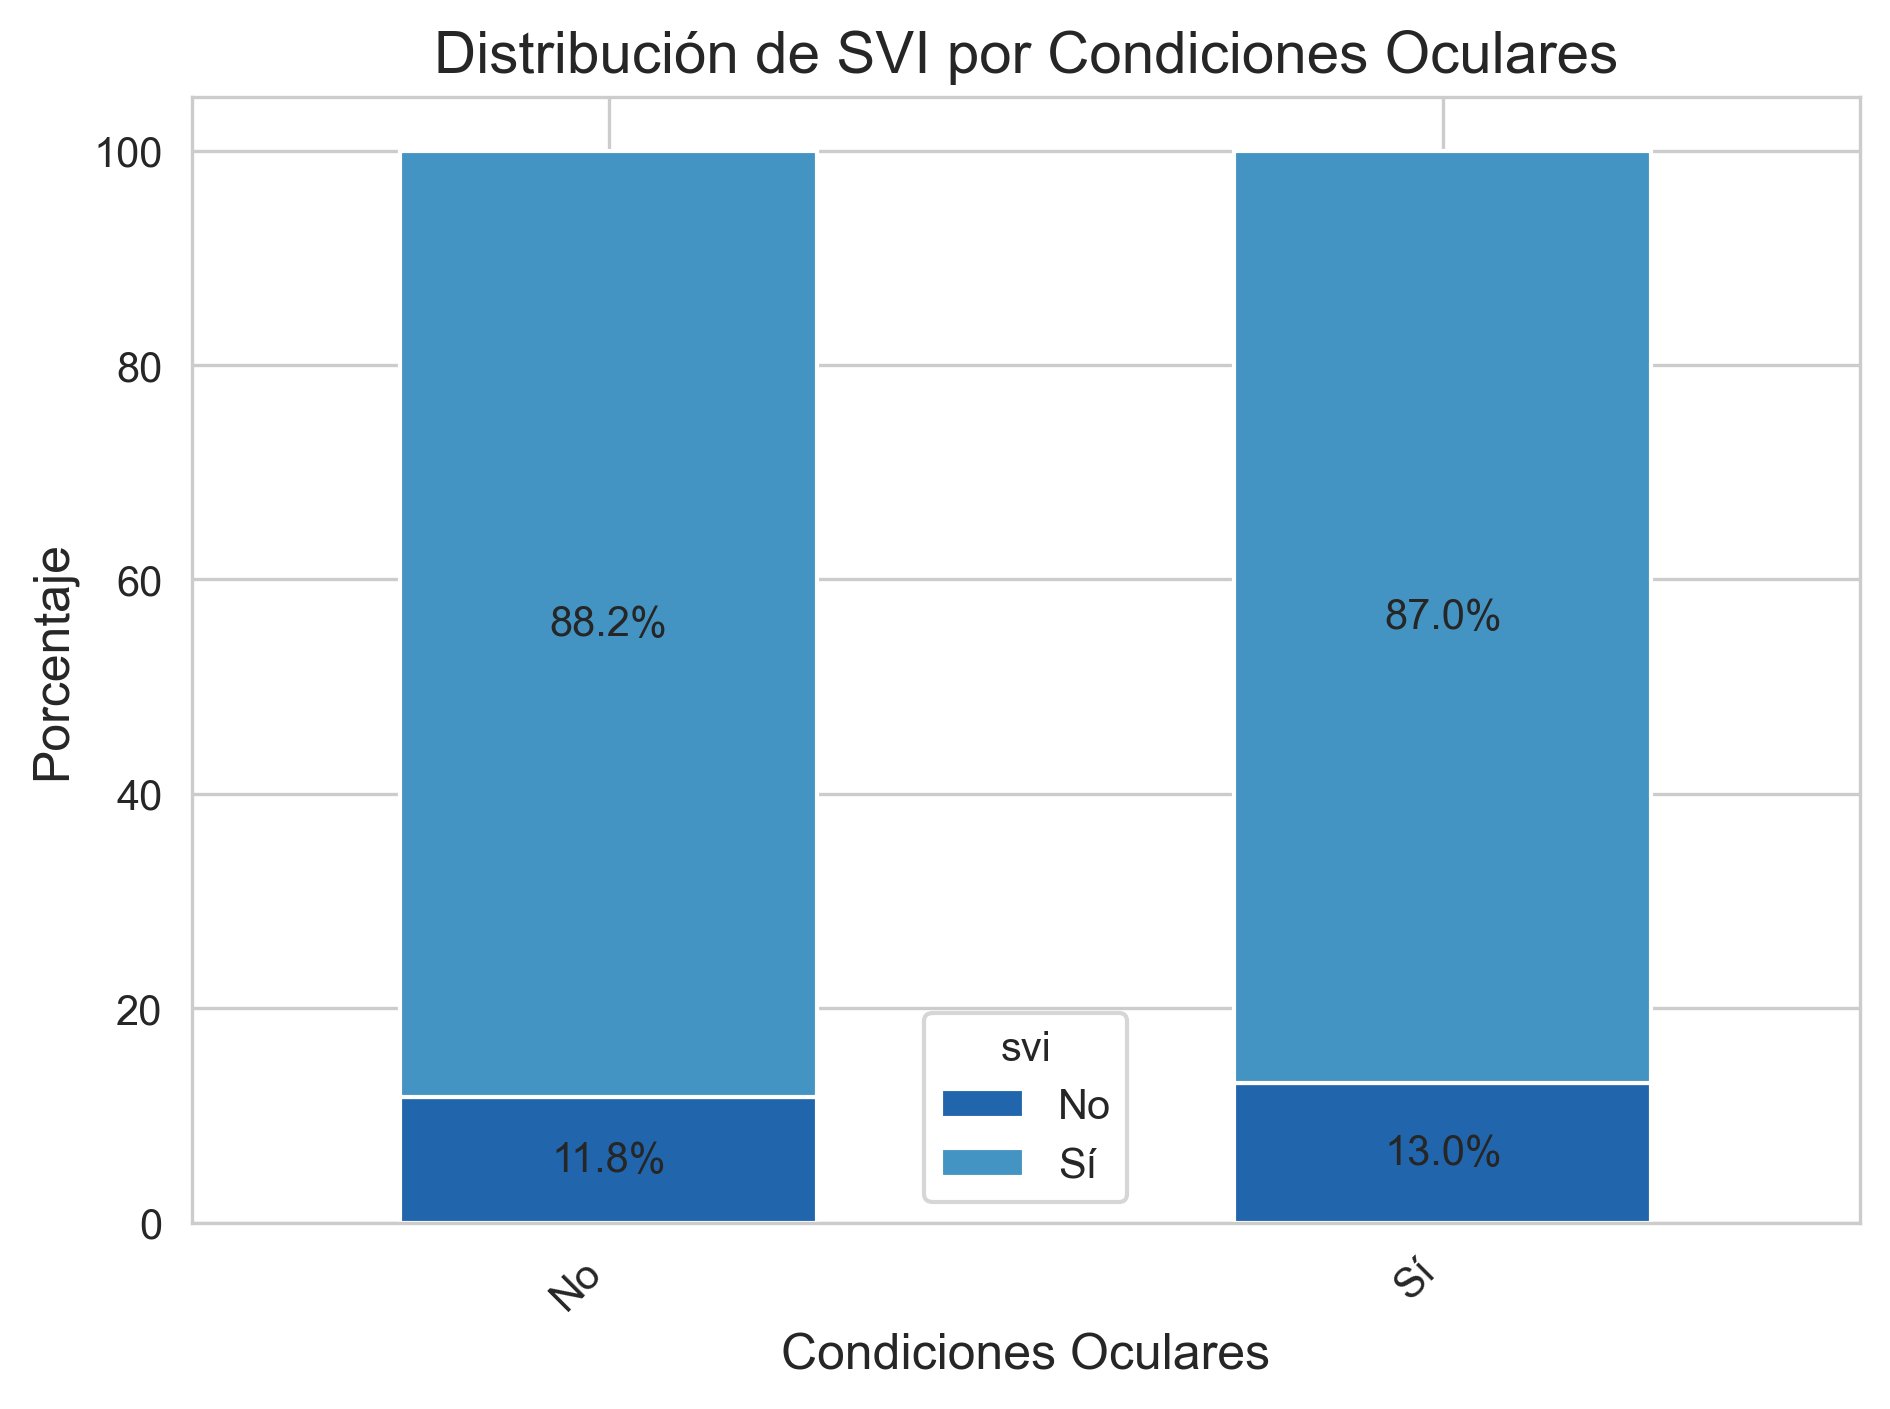 Distribución de SVI por Condiciones Oculares
Porcentaje
100
80
60
40
20
0
88.2%
87.0%
11.8%
13.0%
svi
No
Sí
No
Sí
Condiciones Oculares